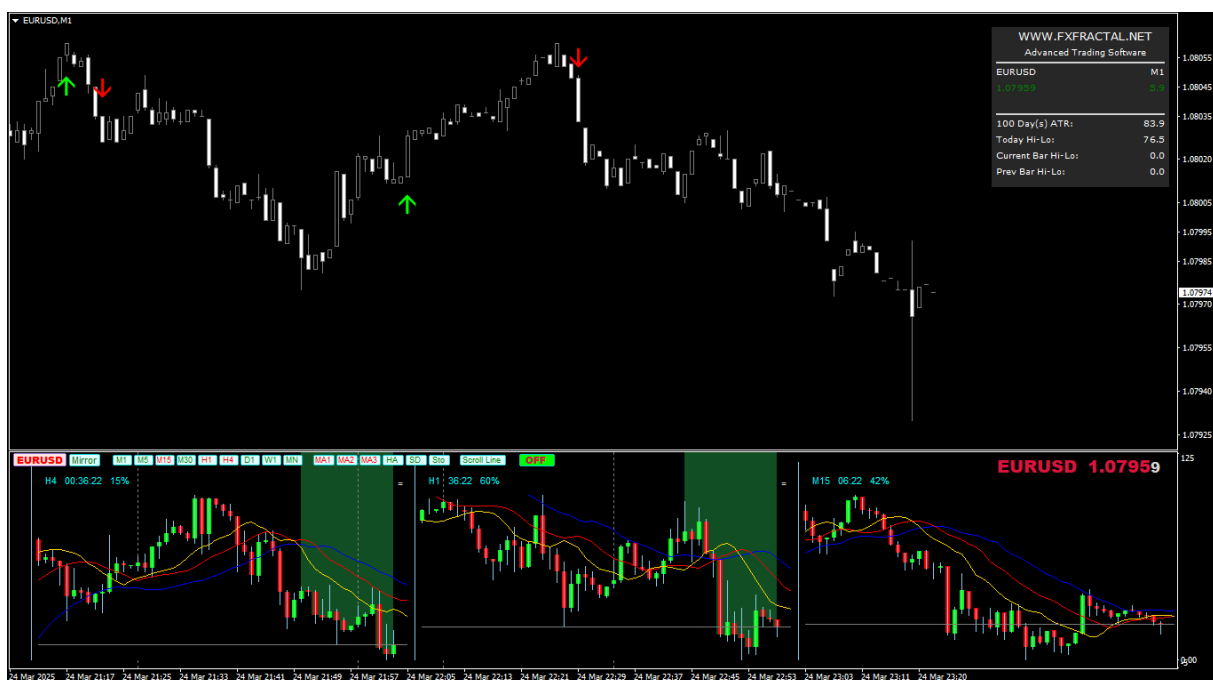 EURUSD,M1
WWW.FXFRACTAL.NET
Advanced Trading Software
EURUSD M1
1.07959 5.9
100 Day(s) ATR: 83.9
Today Hi-Lo: 76.5
Current Bar Hi-Lo: 0.0
Prev Bar Hi-Lo: 0.0
1.08055
1.08045
1.08035
1.08020
1.08005
1.07995
1.07985
1.07974
1.07970
1.07955
1.07940
1.07925
EURUSD Mirror M1 M5 M15 M30 H1 H4 D1 W1 MN MA1 MA2 MA3 HA SD Sto Scroll Line OFF
EURUSD 1.07959
125
H4 00:36:22 15% =
H1 36:22 60% =
M15 06:22 42%
0.00
24 Mar 2025 24 Mar 21:17 24 Mar 21:25 24 Mar 21:33 24 Mar 21:41 24 Mar 21:49 24 Mar 21:57 24 Mar 22:05 24 Mar 22:13 24 Mar 22:21 24 Mar 22:29 24 Mar 22:37 24 Mar 22:45 24 Mar 22:53 24 Mar 23:03 24 Mar 23:11 24 Mar 23:20